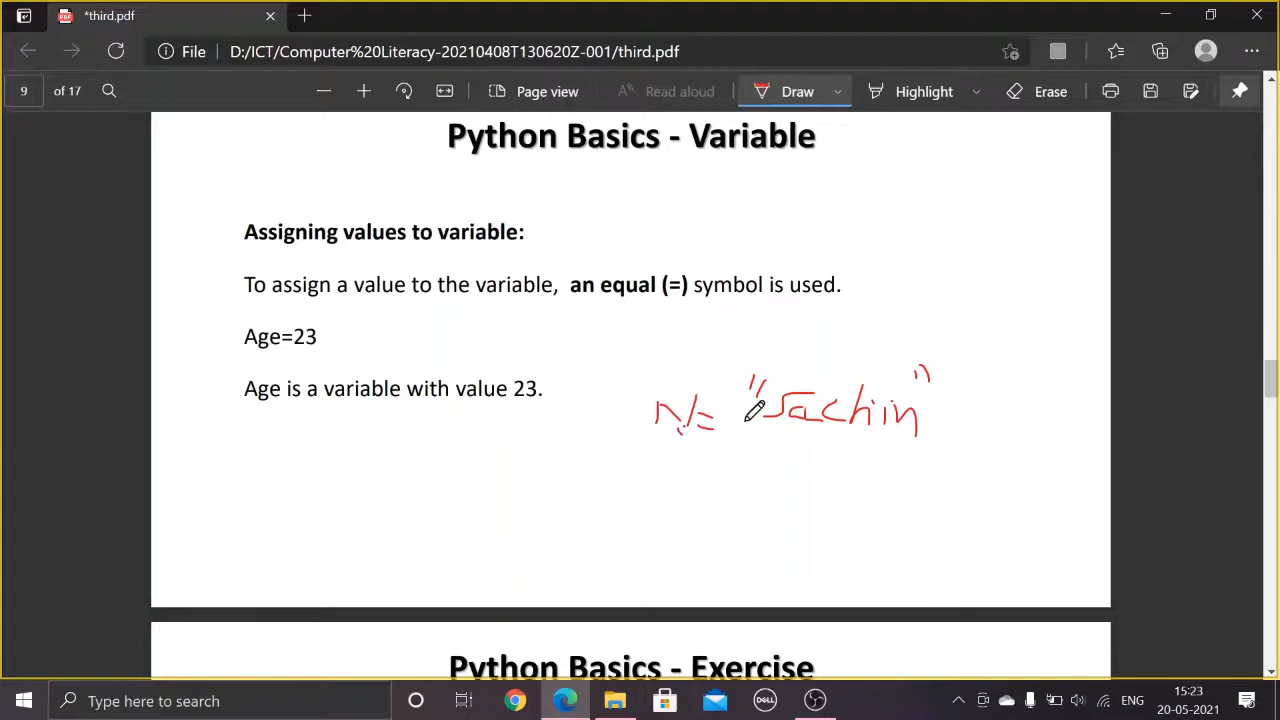 *third.pdf
File D:/ICT/Computer%20Literacy-20210408T130620Z-001/third.pdf
9 of 17 Page view Read aloud Draw Highlight Erase
Python Basics - Variable
Assigning values to variable:
To assign a value to the variable, an equal (=) symbol is used.
Age=23
Age is a variable with value 23.
N= "Sachin"
Python Basics - Exercise
Type here to search DELL ENG 15:23
20-05-2021